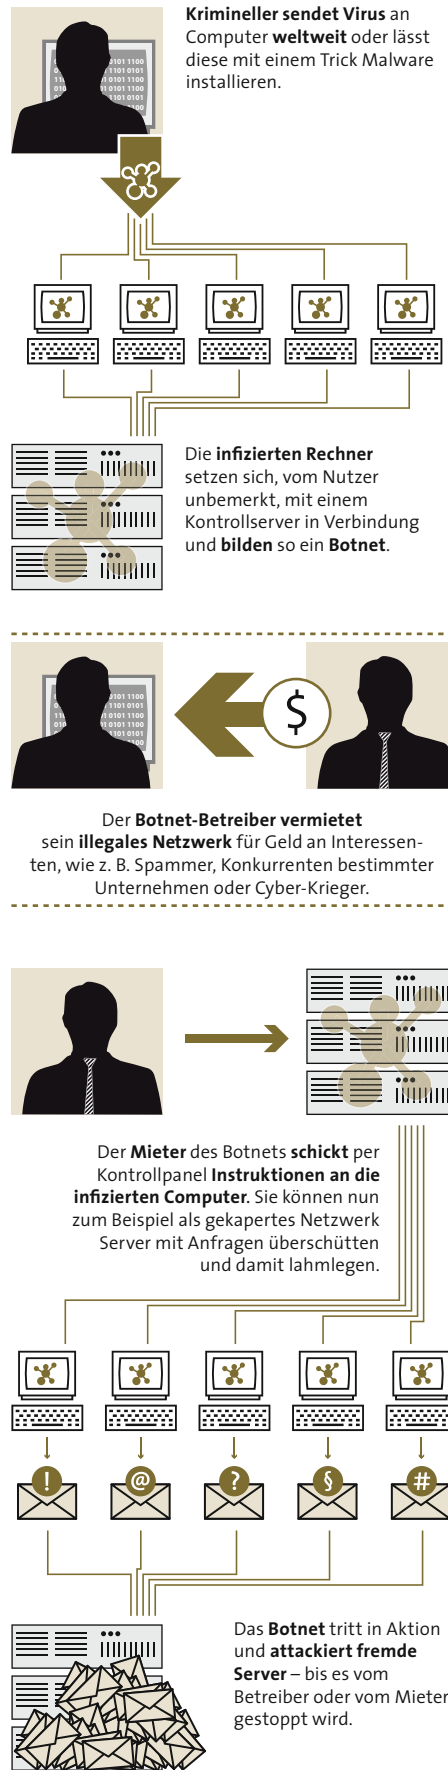 Krimineller sendet Virus an
Computer weltweit oder lässt
diese mit einem Trick Malware
installieren.
Die infizierten Rechner
setzen sich, vom Nutzer
unbemerkt, mit einem
Kontrollserver in Verbindung
und bilden so ein Botnet.
$
Der Botnet-Betreiber vermietet
sein illegales Netzwerk für Geld an Interessen-
ten, wie z. B. Spammer, Konkurrenten bestimmter
Unternehmen oder Cyber-Krieger.
Der Mieter des Botnets schickt per
Kontrollpanel Instruktionen an die
infizierten Computer. Sie können nun
zum Beispiel als gekapertes Netzwerk
Server mit Anfragen überschütten
und damit lahmlegen.
! @ ? § #
Das Botnet tritt in Aktion
und attackiert fremde
Server – bis es vom
Betreiber oder vom Mieter
gestoppt wird.